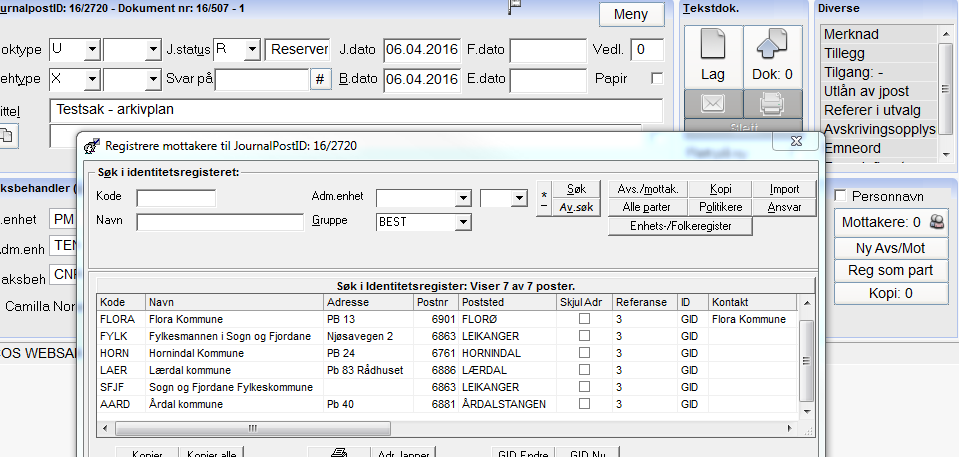 JournalpostID: 16/2720 - Dokument nr: 16/507 - 1
Meny
Tekstdok.
Diverse
oktype U J.status R Reserver J.dato 06.04.2016 F.dato Vedl. 0
ehtype X Svar på # B.dato 06.04.2016 E.dato Papir
Lag
Dok: 0
Merknad
Tillegg
Tilgang: -
Utlån av jpost
Referer i utvalg
Avskrivingsopplys
Emneord
ittel Testsak - arkivplan
Registrere mottakere til JournalPostID: 16/2720
Søk i identitetsregisteret:
Kode Adm.enhet * Søk Avs./mottak. Kopi Import
Navn Gruppe BEST - Av.søk Alle parter Politikere Ansvar
Enhets-/Folkeregister
ksbehandler (
.enhet PM
dm.enh TEN
aksbeh
Camilla Nor
Personnavn
Mottakere: 0
Ny Avs/Mot
Reg som part
Kopi: 0
OS WEBSA
Søk i Identitetsregister: Viser 7 av 7 poster.
Kode Navn Adresse Postnr Poststed Skjul Adr Referanse ID Kontakt
FLORA Flora Kommune PB 13 6901 FLORØ 3 GID Flora Kommune
FYLK Fylkesmannen i Sogn og Fjordane Njøsavegen 2 6863 LEIKANGER 3 GID
HORN Hornindal Kommune PB 24 6761 HORNINDAL 3 GID
LAER Lærdal kommune Pb 83 Rådhuset 6886 LÆRDAL 3 GID
SFJF Sogn og Fjordane Fylkeskommune 6863 LEIKANGER 3 GID
AARD Årdal kommune Pb 40 6881 ÅRDALSTANGEN 3 GID
Kopier Kopier alle Adr.lapper GID Endre GID Ny